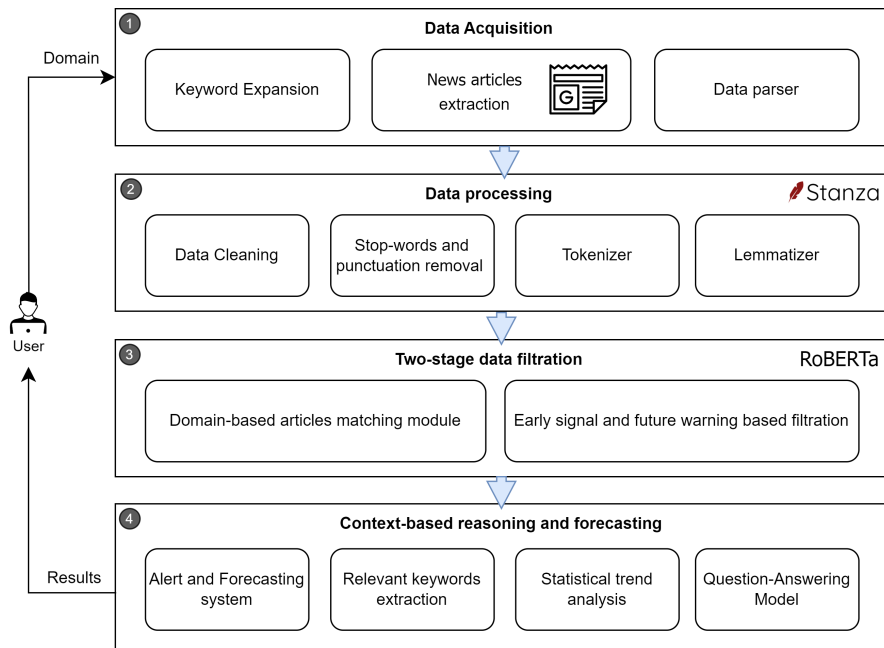 1
Data Acquisition
Domain
Keyword Expansion
News articles
extraction
G
Data parser
2
Data processing
Stanza
Data Cleaning
Stop-words and
punctuation removal
Tokenizer
Lemmatizer
User
3
Two-stage data filtration
RoBERTa
Domain-based articles matching module
Early signal and future warning based filtration
4
Context-based reasoning and forecasting
Results
Alert and Forecasting
system
Relevant keywords
extraction
Statistical trend
analysis
Question-Answering
Model